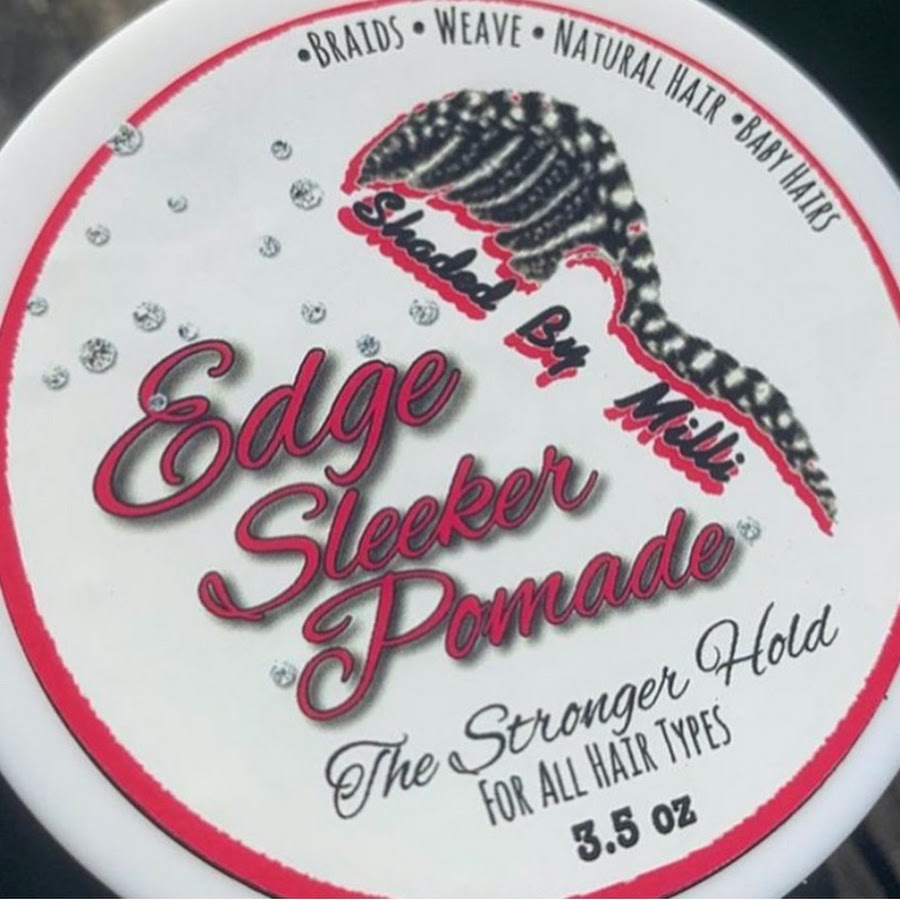 •BRAIDS • WEAVE • NATURAL HAIR •BABY HAIRS
Shaded By Milli
Edge
Sleeker
Pomade
The Stronger Hold
FOR ALL HAIR TYPES
3.5 oz